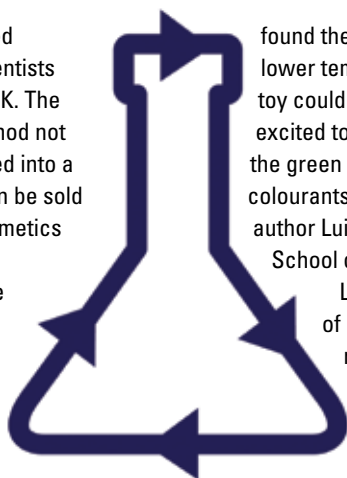 d
entists
K. The
hod not
ed into a
n be sold
metics
e
found the
lower tem
toy could
excited to
the green
colourants
author Lui
School o
L
of